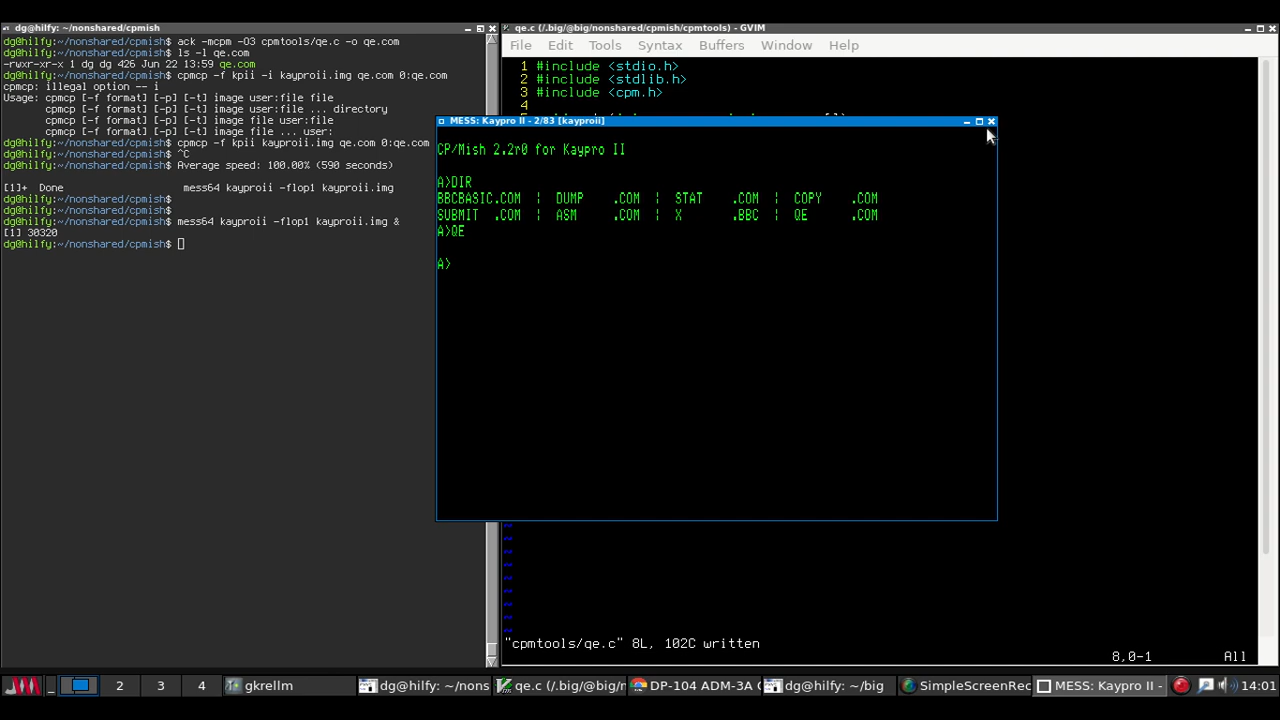 dg@hilfy: ~/nonshared/cpmish
dg@hilfy:~/nonshared/cpmish$ ack -mcpm -O3 cpmtools/qe.c -o qe.com
dg@hilfy:~/nonshared/cpmish$ ls -l qe.com
-rwxr-xr-x 1 dg dg 426 Jun 22 13:59 qe.com
dg@hilfy:~/nonshared/cpmish$ cpmcp -f kpii -i kayproii.img qe.com 0:qe.com
cpmcp: illegal option -- i
Usage: cpmcp [-f format] [-p] [-t] image user:file file
cpmcp [-f format] [-p] [-t] image user:file ... directory
cpmcp [-f format] [-p] [-t] image file user:file
cpmcp [-f format] [-p] [-t] image file ... user:
dg@hilfy:~/nonshared/cpmish$ cpmcp -f kpii kayproii.img qe.com 0:qe.com
dg@hilfy:~/nonshared/cpmish$ ^C
dg@hilfy:~/nonshared/cpmish$ Average speed: 100.00% (590 seconds)
[1]+ Done mess64 kayproii -flop1 kayproii.img
dg@hilfy:~/nonshared/cpmish$
dg@hilfy:~/nonshared/cpmish$
dg@hilfy:~/nonshared/cpmish$ mess64 kayproii -flop1 kayproii.img &
[1] 30320
dg@hilfy:~/nonshared/cpmish$
qe.c (/.big/@big/nonshared/cpmish/cpmtools) - GVIM
File Edit Tools Syntax Buffers Window Help
1 #include <stdio.h>
2 #include <stdlib.h>
3 #include <cpm.h>
4
MESS: Kaypro II - 2/83 [kayproii]
CP/Mish 2.2r0 for Kaypro II
A>DIR
BBCBASIC.COM ¦ DUMP .COM ¦ STAT .COM ¦ COPY .COM
SUBMIT .COM ¦ ASM .COM ¦ X .BBC ¦ QE .COM
A>QE
A>
~
~
~
~
~
~
~
"cpmtools/qe.c" 8L, 102C written
8,0-1 All
2 3 4 gkrellm dg@hilfy: ~/nons qe.c (/.big/@big/n DP-104 ADM-3A dg@hilfy: ~/big SimpleScreenRec MESS: Kaypro II - 14:01